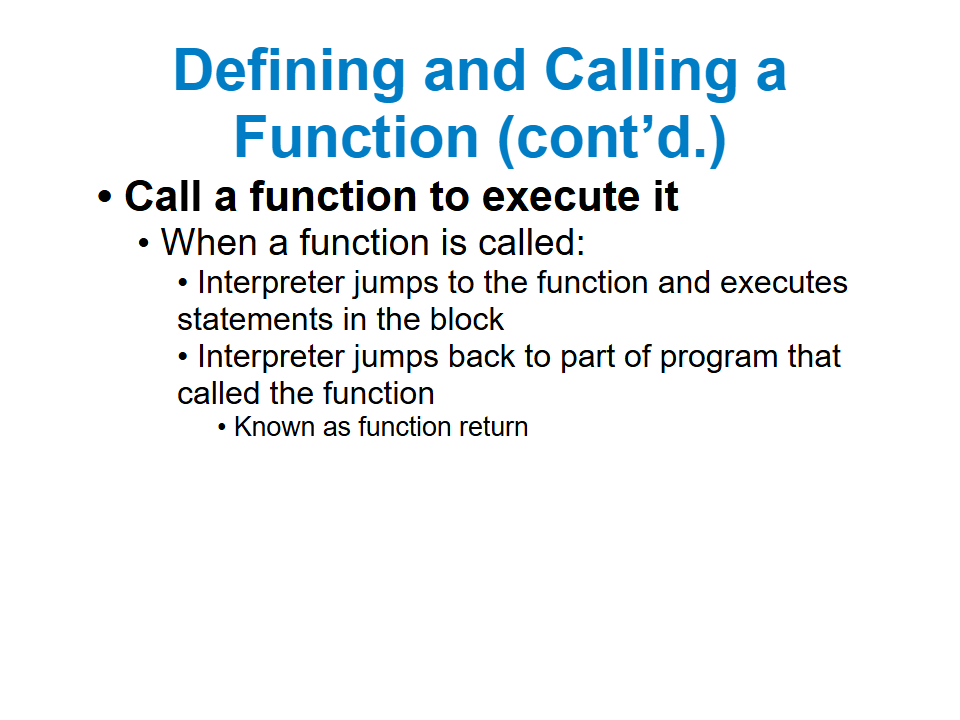 Defining and Calling a
Function (cont’d.)
• Call a function to execute it
• When a function is called:
• Interpreter jumps to the function and executes
statements in the block
• Interpreter jumps back to part of program that
called the function
• Known as function return